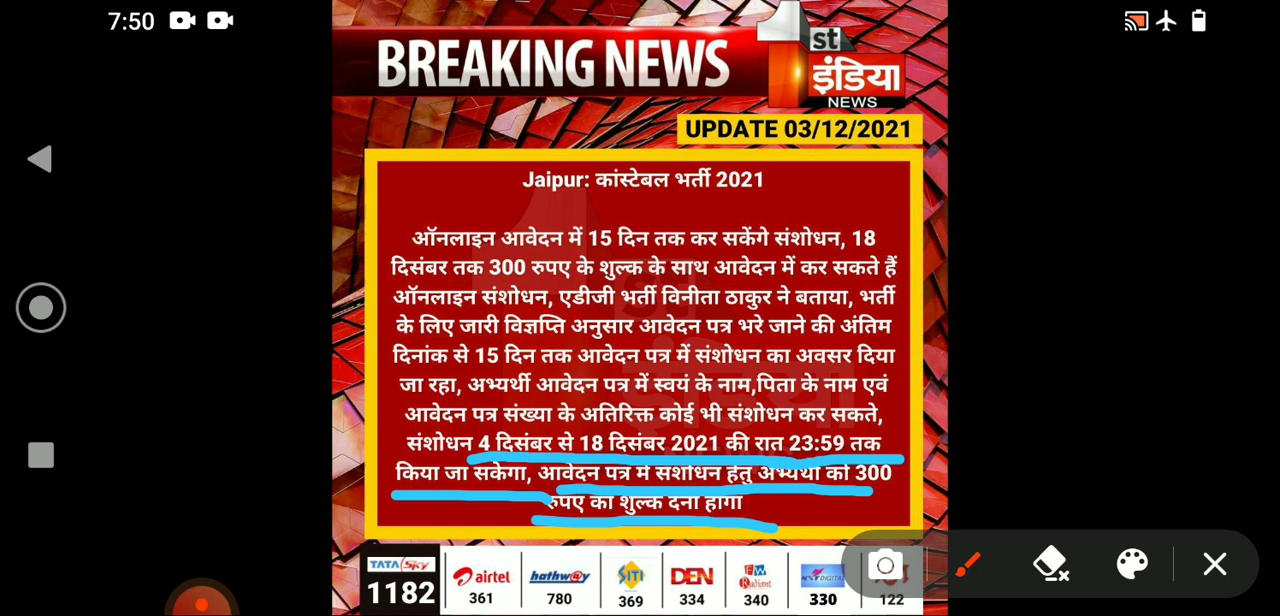 7:50
BREAKING NEWS
1st
इंडिया
NEWS
UPDATE 03/12/2021
Jaipur: कांस्टेबल भर्ती 2021
ऑनलाइन आवेदन में 15 दिन तक कर सकेंगे संशोधन, 18
दिसंबर तक 300 रुपए के शुल्क के साथ आवेदन में कर सकते हैं
ऑनलाइन संशोधन, एडीजी भर्ती विनीता ठाकुर ने बताया, भर्ती
के लिए जारी विज्ञप्ति अनुसार आवेदन पत्र भरे जाने की अंतिम
दिनांक से 15 दिन तक आवेदन पत्र में संशोधन का अवसर दिया
जा रहा, अभ्यर्थी आवेदन पत्र में स्वयं के नाम,पिता के नाम एवं
आवेदन पत्र संख्या के अतिरिक्त कोई भी संशोधन कर सकते,
संशोधन 4 दिसंबर से 18 दिसंबर 2021 की रात 23:59 तक
किया जा सकेगा, आवेदन पत्र में संशोधन हेतु अभ्यर्थी को 300
रुपए का शुल्क देना होगा
TATA Sky airtel hathway SITI DEN Radiant NXT DIGITAL
1182 361 780 369 334 340 330 122